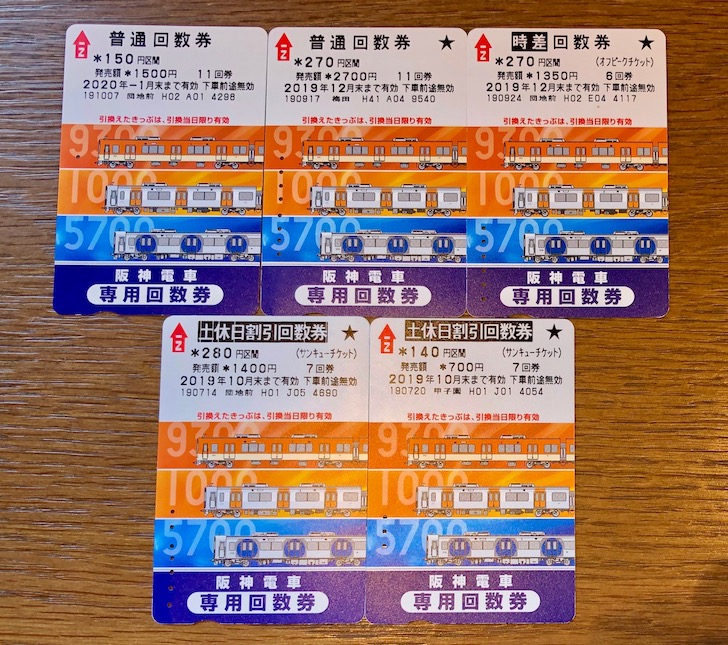 普通回数券
*150円区間
発売額 *1500円 11回券
2020年-1月末まで有効 下車前途無効
191007 団地前 H02 A01 4298
引換えたきっぷは、引換当日限り有効
9300
1000
5700
阪神電車
専用回数券
普通回数券 ★
*270円区間
発売額 *2700円 11回券
2019年12月末まで有効 下車前途無効
190917 梅田 H41 A04 9540
引換えたきっぷは、引換当日限り有効
9300
1000
5700
阪神電車
専用回数券
時差回数券 ★
*270円区間 (オフピークチケット)
発売額 *1350円 6回券
2019年12月末まで有効 下車前途無効
190924 団地前 H02 E04 4117
引換えたきっぷは、引換当日限り有効
9300
1000
5700
阪神電車
専用回数券
土休日割引回数券 ★
*280円区間 (サンキューチケット)
発売額 *1400円 7回券
2019年10月末まで有効 下車前途無効
190714 団地前 H01 J05 4690
引換えたきっぷは、引換当日限り有効
9300
1000
5700
阪神電車
専用回数券
土休日割引回数券 ★
*140円区間 (サンキューチケット)
発売額 *700円 7回券
2019年10月末まで有効 下車前途無効
190720 甲子園 H01 J01 4054
引換えたきっぷは、引換当日限り有効
9300
1000
5700
阪神電車
専用回数券